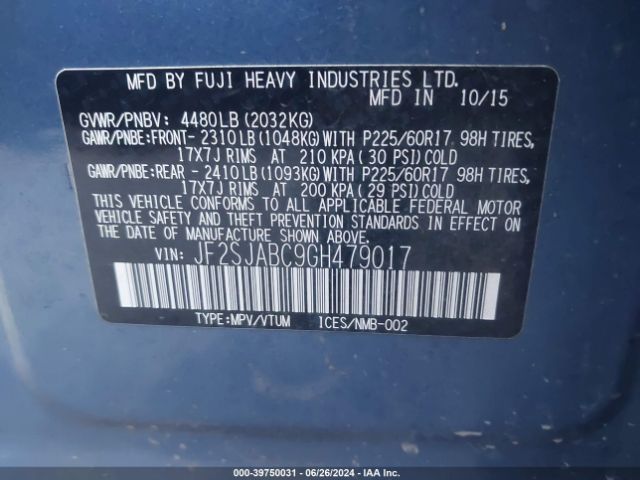 MFD BY FUJI HEAVY INDUSTRIES LTD.
MFD IN 10/15
GVWR/PNBV: 4480LB(2032KG)
GAWR/PNBE:FRONT-2310LB(1048KG)WITH P225/60R17 98H TIRES,
17X7J RIMS AT 210 KPA(30 PSI)COLD
GAWR/PNBE:REAR -2410LB(1093KG)WITH P225/60R17 98H TIRES,
17X7J RIMS AT 200 KPA(29 PSI)COLD
THIS VEHICLE CONFORMS TO ALL APPLICABLE FEDERAL MOTOR
VEHICLE SAFETY AND THEFT PREVENTION STANDARDS IN EFFECT
ON THE DATE OF MANUFACTURE SHOWN ABOVE.
VIN: JF2SJABC9GH479017
TYPE:MPV/VTUM ICES/NMB-002
000-39750031 - 06/26/2024 - IAA Inc.